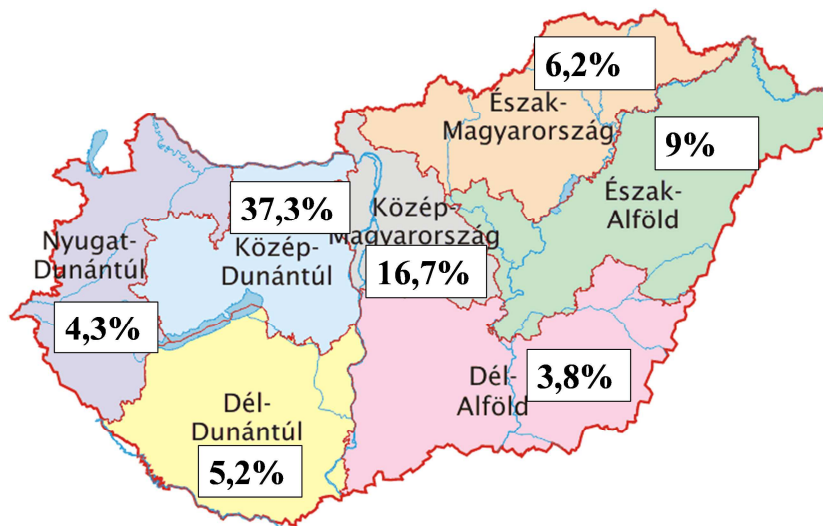 6,2%
Észak-
Magyarország
9%
Észak-
Alföld
37,3%
Közép-
Magyarország
16,7%
Nyugat-
Dunántúl
4,3%
Közép-
Dunántúl
Dél-
Alföld
3,8%
Dél-
Dunántúl
5,2%